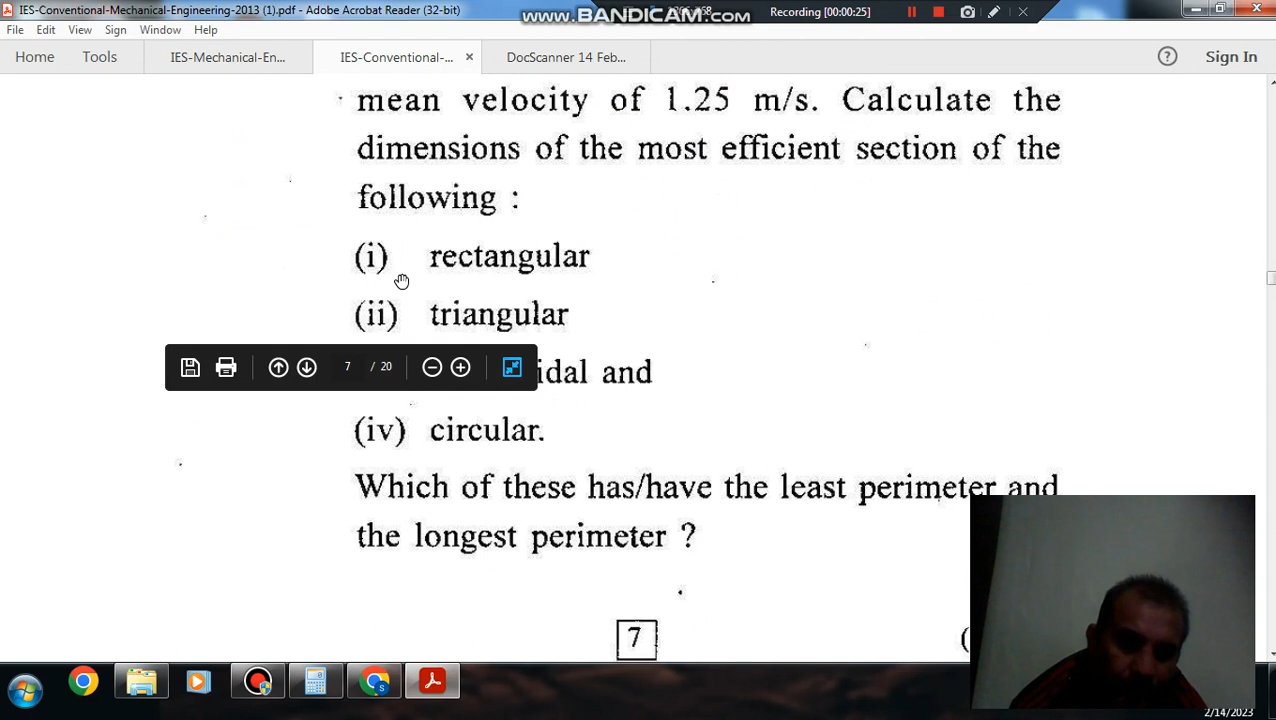 IES-Conventional-Mechanical-Engineering-2013 (1).pdf - Adobe Acrobat Reader (32-bit)
www.BANDICAM.com
Recording [00:00:25]
File Edit View Sign Window Help
Home Tools IES-Mechanical-En... IES-Conventional-... × DocScanner 14 Feb... Sign In
mean velocity of 1.25 m/s. Calculate the
dimensions of the most efficient section of the
following :
(i) rectangular
(ii) triangular
7 / 20
idal and
(iv) circular.
Which of these has/have the least perimeter and
the longest perimeter ?
7 (
2/14/2023